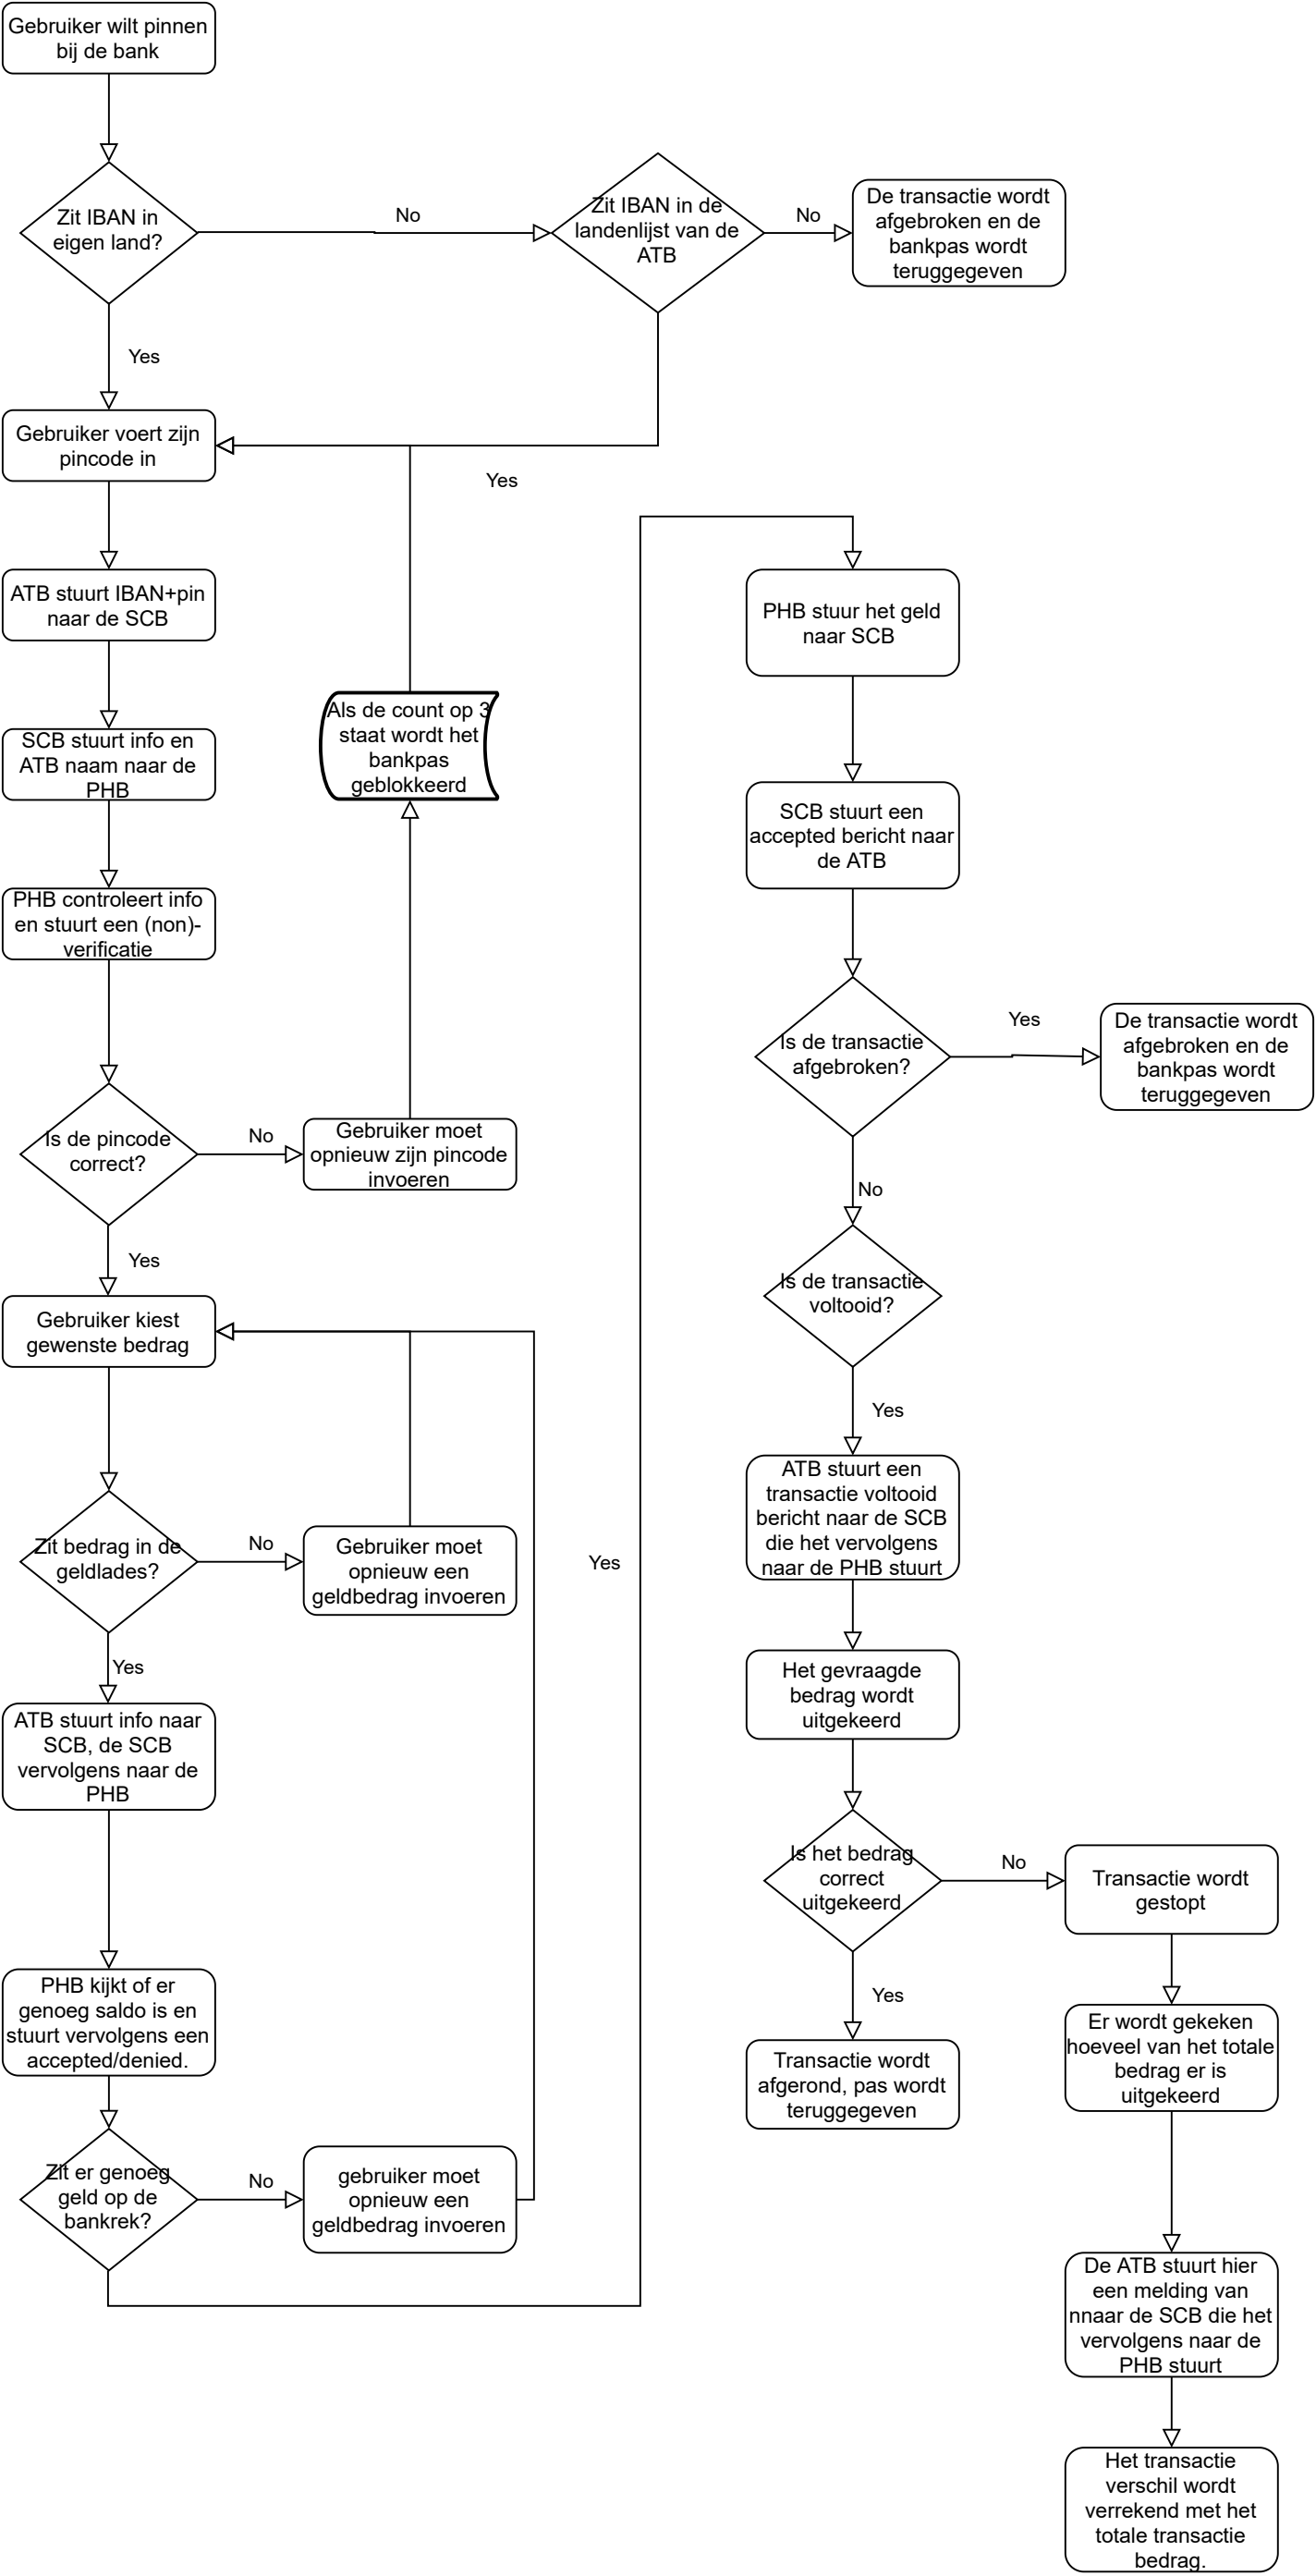 Gebruiker wilt pinnen
bij de bank
Zit IBAN in
eigen land?
No
Zit IBAN in de
landenlijst van de
ATB
No
De transactie wordt
afgebroken en de
bankpas wordt
teruggegeven
Yes
Gebruiker voert zijn
pincode in
Yes
ATB stuurt IBAN+pin
naar de SCB
SCB stuurt info en
ATB naam naar de
PHB
Als de count op 3
staat wordt het
bankpas
geblokkeerd
PHB controleert info
en stuurt een (non)-
verificatie
Is de pincode
correct?
No
Gebruiker moet
opnieuw zijn pincode
invoeren
Yes
Gebruiker kiest
gewenste bedrag
Zit bedrag in de
geldlades?
No
Gebruiker moet
opnieuw een
geldbedrag invoeren
Yes
Yes
ATB stuurt info naar
SCB, de SCB
vervolgens naar de
PHB
PHB kijkt of er
genoeg saldo is en
stuurt vervolgens een
accepted/denied.
Zit er genoeg
geld op de
bankrek?
No
gebruiker moet
opnieuw een
geldbedrag invoeren
PHB stuur het geld
naar SCB
SCB stuurt een
accepted bericht naar
de ATB
Is de transactie
afgebroken?
Yes
De transactie wordt
afgebroken en de
bankpas wordt
teruggegeven
No
Is de transactie
voltooid?
Yes
ATB stuurt een
transactie voltooid
bericht naar de SCB
die het vervolgens
naar de PHB stuurt
Het gevraagde
bedrag wordt
uitgekeerd
Is het bedrag
correct
uitgekeerd
No
Transactie wordt
gestopt
Yes
Transactie wordt
afgerond, pas wordt
teruggegeven
Er wordt gekeken
hoeveel van het totale
bedrag er is
uitgekeerd
De ATB stuurt hier
een melding van
nnaar de SCB die het
vervolgens naar de
PHB stuurt
Het transactie
verschil wordt
verrekend met het
totale transactie
bedrag.